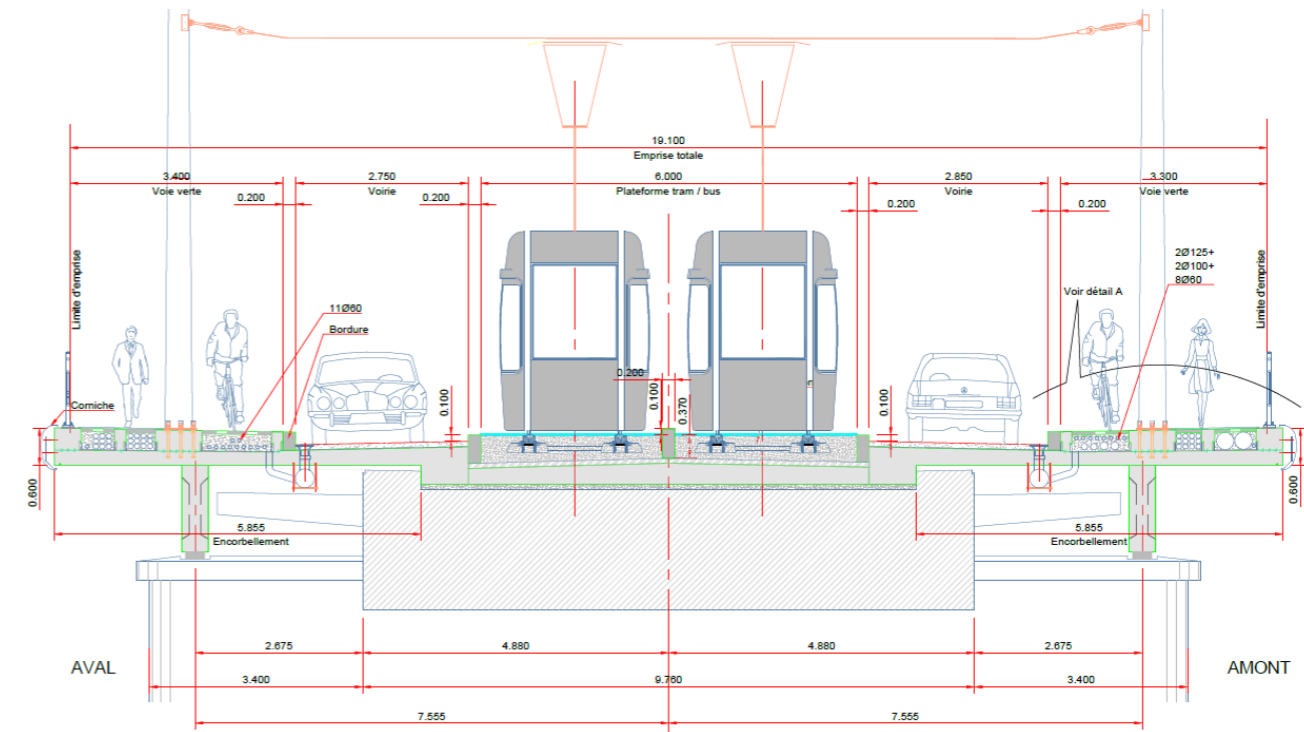 19.100
Emprise totale
3.400
Voie verte
2.750
Voirie
6.000
Plateforme tram / bus
2.850
Voirie
3.300
Voie verte
0.200
0.200
0.200
0.200
Limite d'emprise
Limite d'emprise
2Ø125+
2Ø100+
8Ø60
Voir détail A
11Ø60
Bordure
Corniche
0.200
0.100
0.100
0.370
0.100
0.600
0.600
5.855
Encorbellement
5.855
Encorbellement
2.675
4.880
4.880
2.675
AVAL
AMONT
3.400
9.760
3.400
7.555
7.555